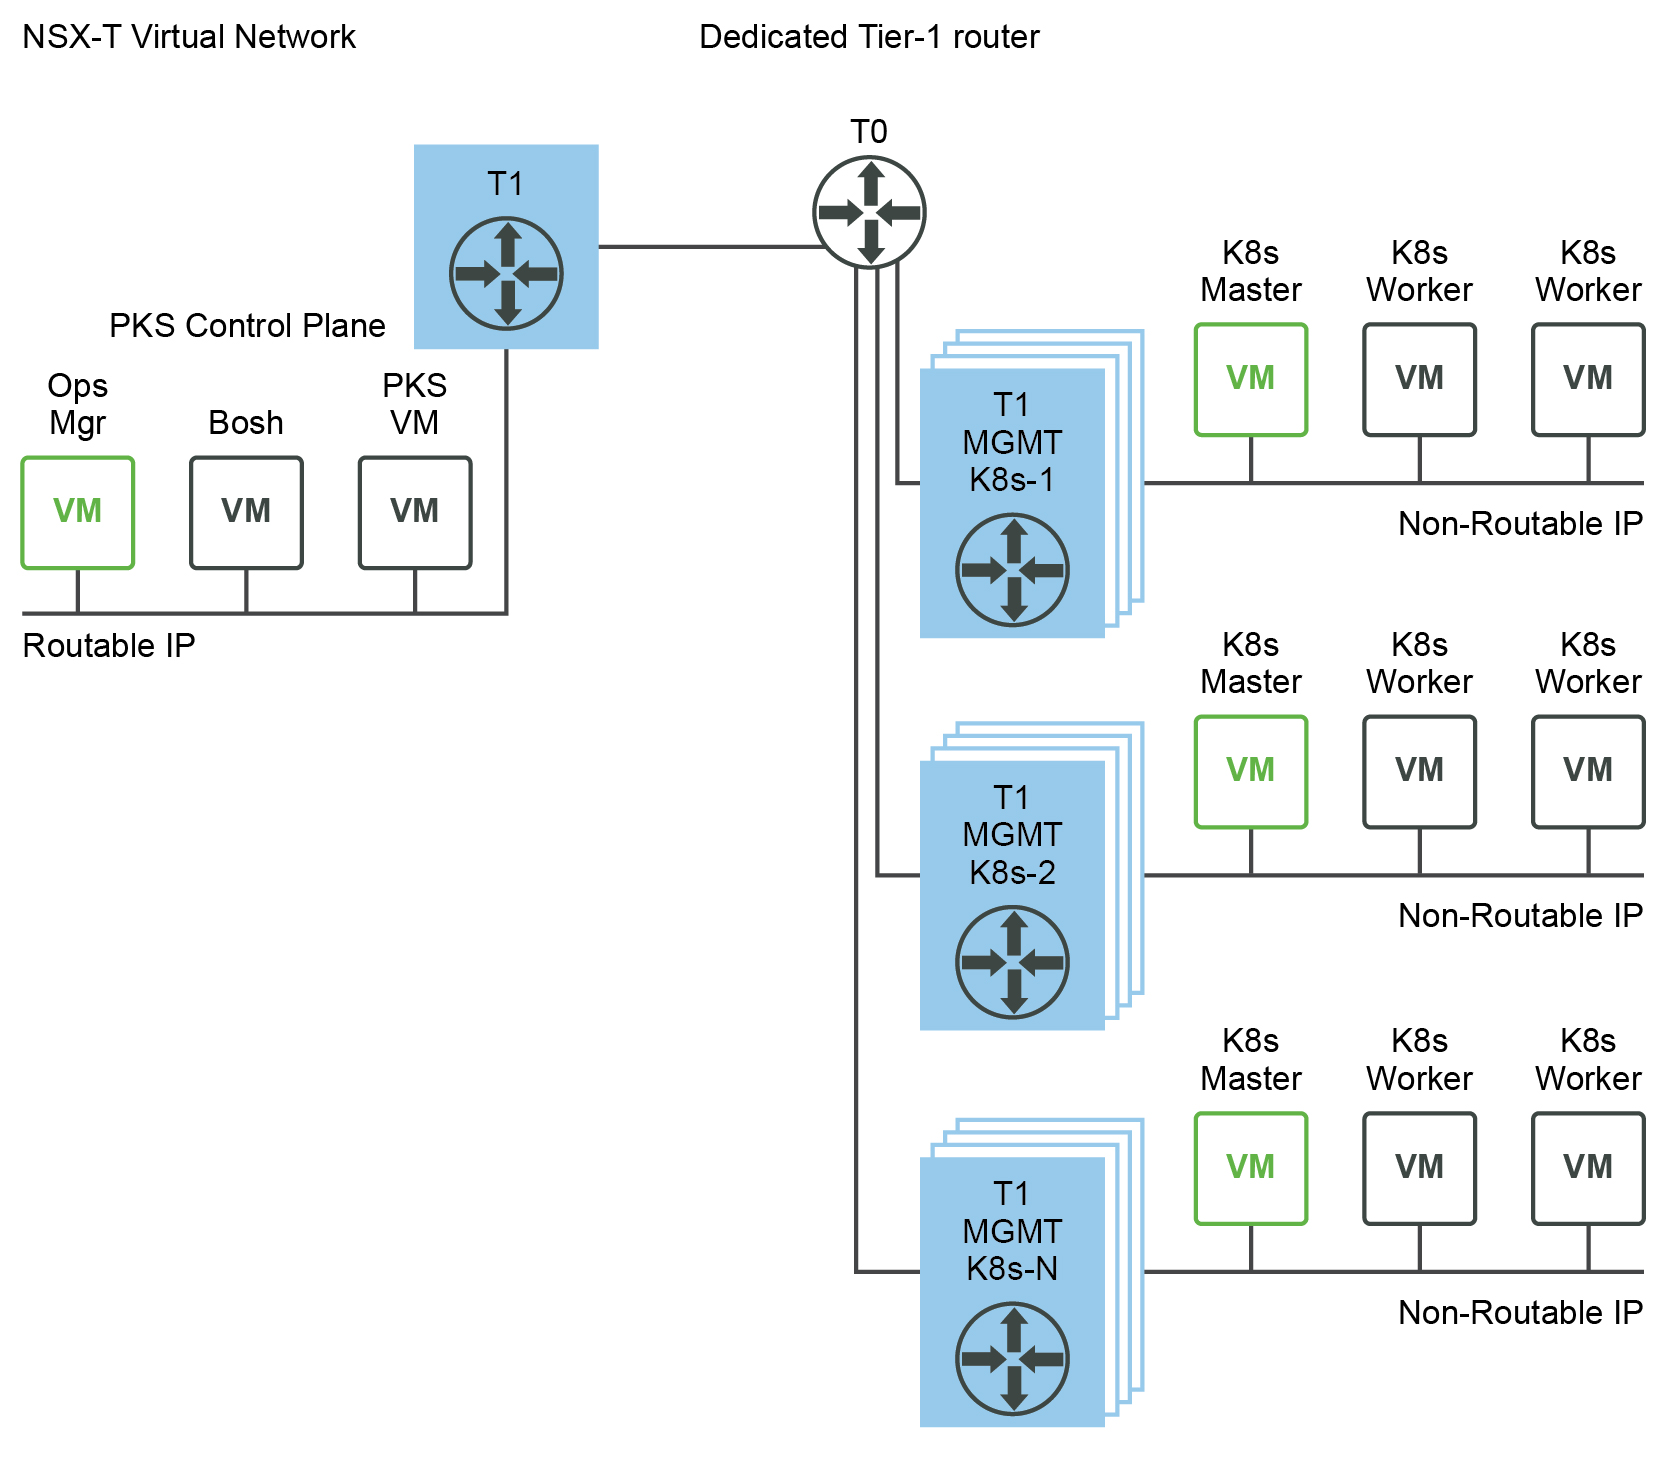 NSX-T Virtual Network
Dedicated Tier-1 router
T0
T1
PKS Control Plane
Ops
Mgr
VM
Bosh
VM
PKS
VM
VM
Routable IP
T1
MGMT
K8s-1
K8s
Master
VM
K8s
Worker
VM
K8s
Worker
VM
Non-Routable IP
T1
MGMT
K8s-2
K8s
Master
VM
K8s
Worker
VM
K8s
Worker
VM
Non-Routable IP
T1
MGMT
K8s-N
K8s
Master
VM
K8s
Worker
VM
K8s
Worker
VM
Non-Routable IP